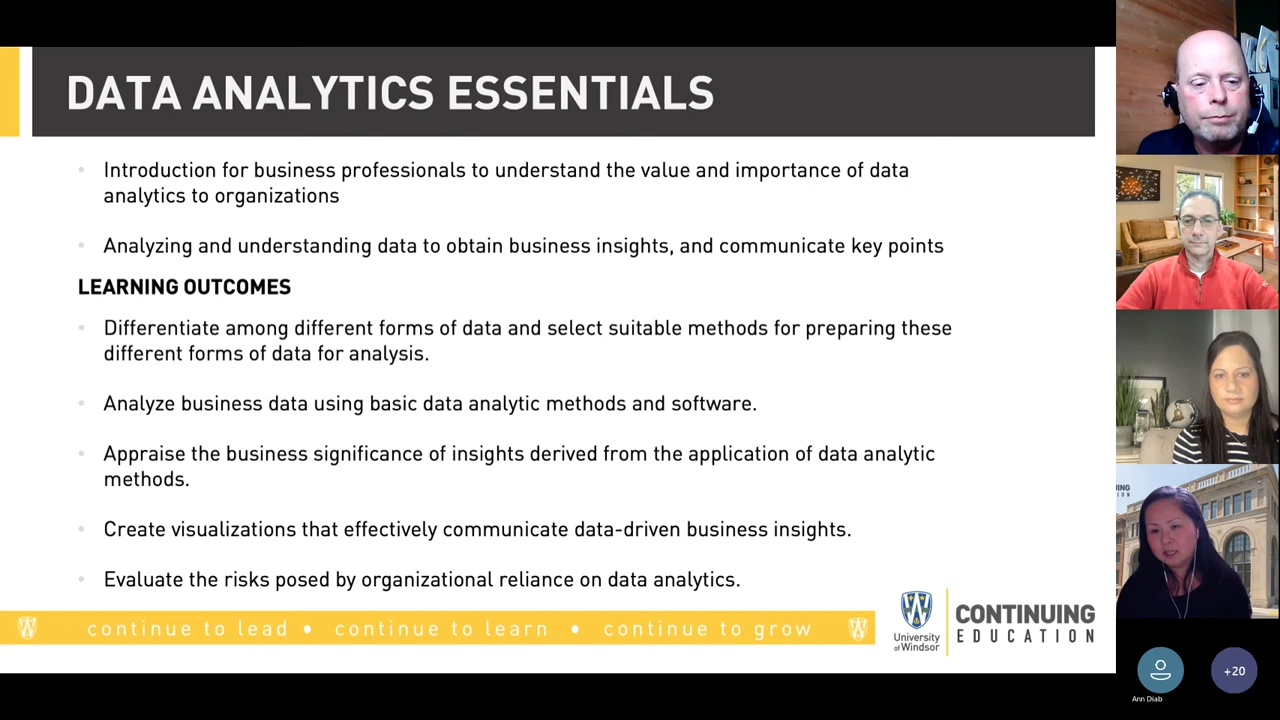 DATA ANALYTICS ESSENTIALS
Introduction for business professionals to understand the value and importance of data
analytics to organizations
Analyzing and understanding data to obtain business insights, and communicate key points
LEARNING OUTCOMES
Differentiate among different forms of data and select suitable methods for preparing these
different forms of data for analysis.
Analyze business data using basic data analytic methods and software.
Appraise the business significance of insights derived from the application of data analytic
methods.
Create visualizations that effectively communicate data-driven business insights.
Evaluate the risks posed by organizational reliance on data analytics.
continue to lead • continue to learn • continue to grow
University
of Windsor
CONTINUING
EDUCATION
+20
Ann Diab